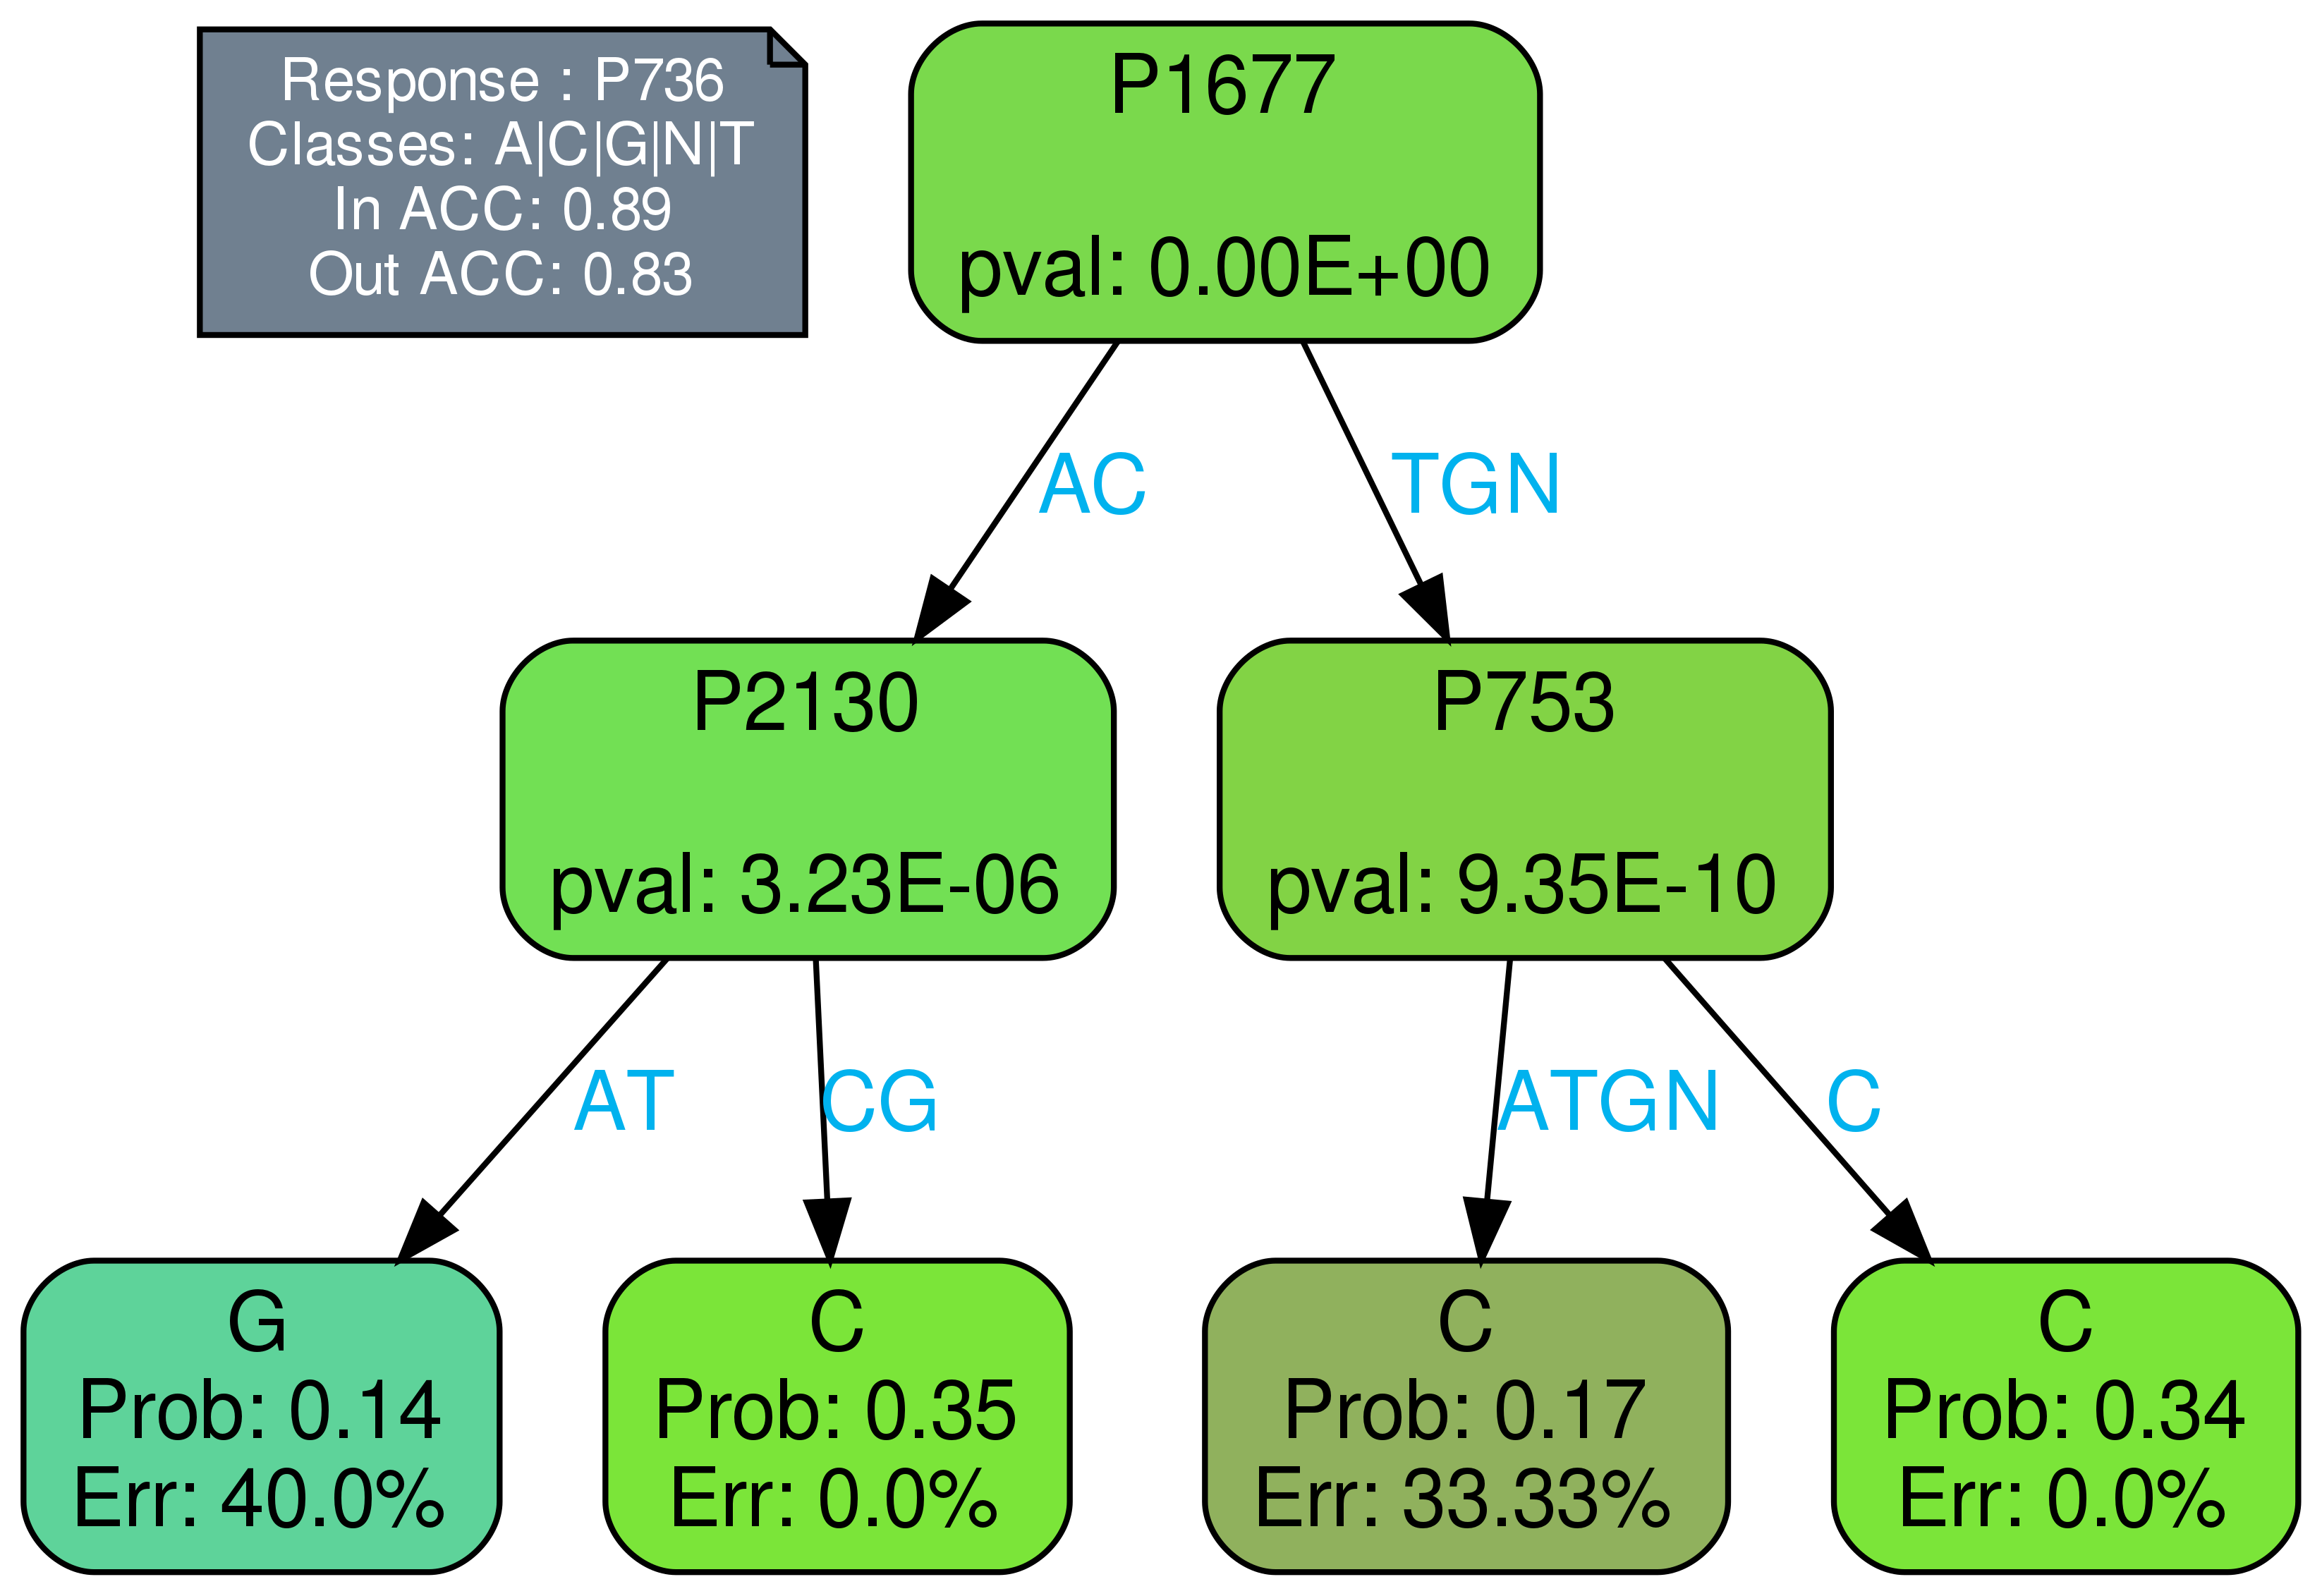 Response : P736
Classes: A|C|G|N|T
In ACC: 0.89
Out ACC: 0.83
P1677
pval: 0.00E+00
AC
TGN
P2130
pval: 3.23E-06
P753
pval: 9.35E-10
AT
CG
ATGN
C
G
Prob: 0.14
Err: 40.0%
C
Prob: 0.35
Err: 0.0%
C
Prob: 0.17
Err: 33.33%
C
Prob: 0.34
Err: 0.0%